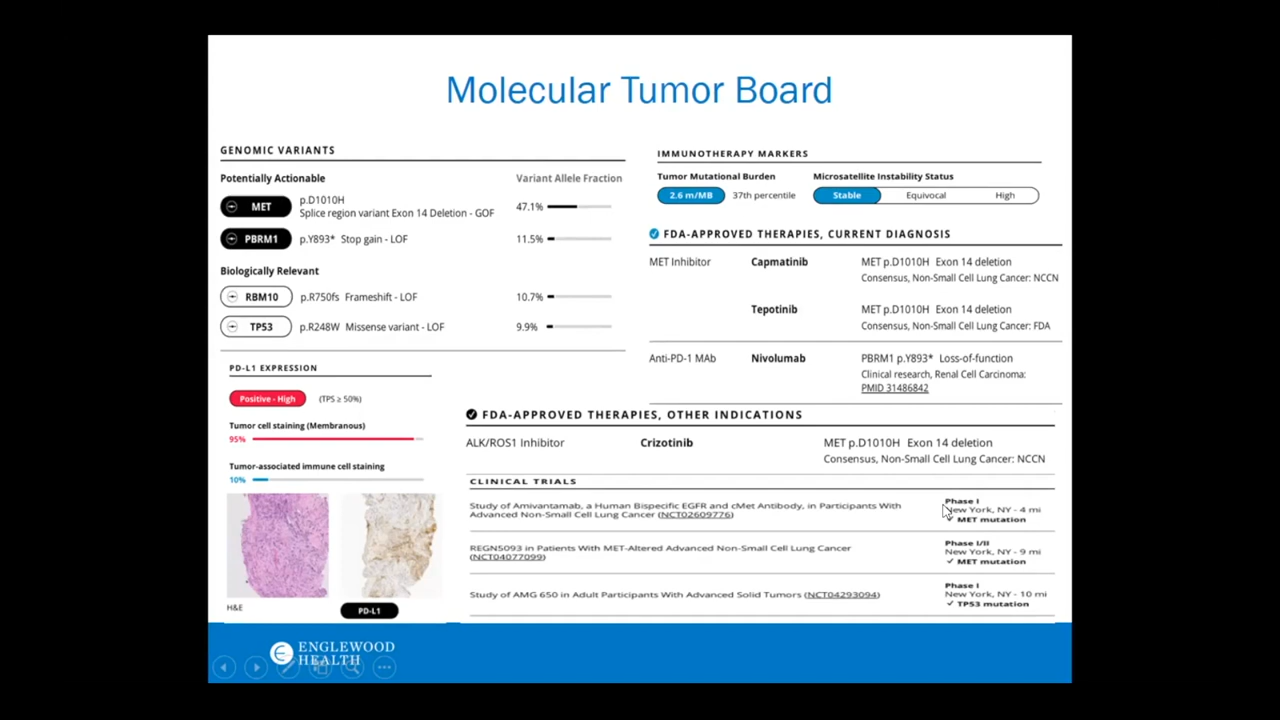 Molecular Tumor Board
GENOMIC VARIANTS
Potentially Actionable Variant Allele Fraction
MET p.D1010H 47.1%
Splice region variant Exon 14 Deletion - GOF
PBRM1 p.Y893* Stop gain - LOF 11.5%
Biologically Relevant
RBM10 p.R750fs Frameshift - LOF 10.7%
TP53 p.R248W Missense variant - LOF 9.9%
IMMUNOTHERAPY MARKERS
Tumor Mutational Burden Microsatellite Instability Status
2.6 m/MB 37th percentile Stable Equivocal High
FDA-APPROVED THERAPIES, CURRENT DIAGNOSIS
MET Inhibitor Capmatinib MET p.D1010H Exon 14 deletion
Consensus, Non-Small Cell Lung Cancer: NCCN
Tepotinib MET p.D1010H Exon 14 deletion
Consensus, Non-Small Cell Lung Cancer: FDA
Anti-PD-1 MAb Nivolumab PBRM1 p.Y893* Loss-of-function
Clinical research, Renal Cell Carcinoma:
PMID 31486842
PD-L1 EXPRESSION
Positive - High (TPS ≥ 50%)
Tumor cell staining (Membranous)
95%
Tumor-associated immune cell staining
10%
H&E PD-L1
FDA-APPROVED THERAPIES, OTHER INDICATIONS
ALK/ROS1 Inhibitor Crizotinib MET p.D1010H Exon 14 deletion
Consensus, Non-Small Cell Lung Cancer: NCCN
CLINICAL TRIALS
Phase I
Study of Amivantamab, a Human Bispecific EGFR and cMet Antibody, in Participants With New York, NY - 4 mi
Advanced Non-Small Cell Lung Cancer (NCT02609776) ✓ MET mutation
Phase I/II
REGN5093 in Patients With MET-Altered Advanced Non-Small Cell Lung Cancer New York, NY - 9 mi
(NCT04077099) ✓ MET mutation
Phase I
Study of AMG 650 in Adult Participants With Advanced Solid Tumors (NCT04293094) New York, NY - 10 mi
✓ TP53 mutation
ENGLEWOOD
HEALTH